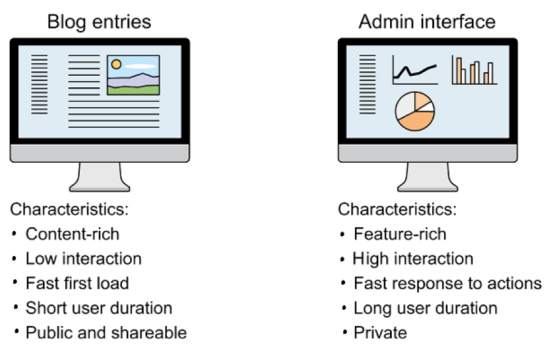 Blog entries
Characteristics:
• Content-rich
• Low interaction
• Fast first load
• Short user duration
• Public and shareable
Admin interface
Characteristics:
• Feature-rich
• High interaction
• Fast response to actions
• Long user duration
• Private